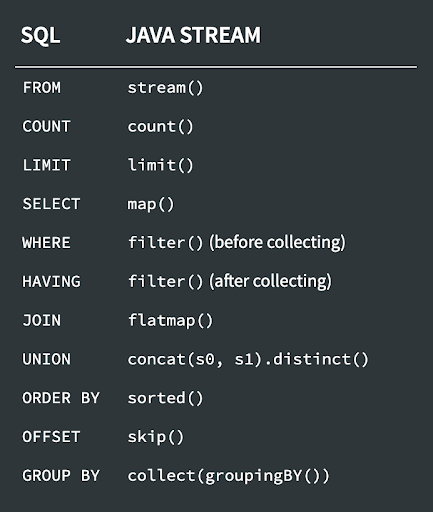 SQL JAVA STREAM
FROM stream()
COUNT count()
LIMIT limit()
SELECT map()
WHERE filter() (before collecting)
HAVING filter() (after collecting)
JOIN flatmap()
UNION concat(s0, s1).distinct()
ORDER BY sorted()
OFFSET skip()
GROUP BY collect(groupingBY())